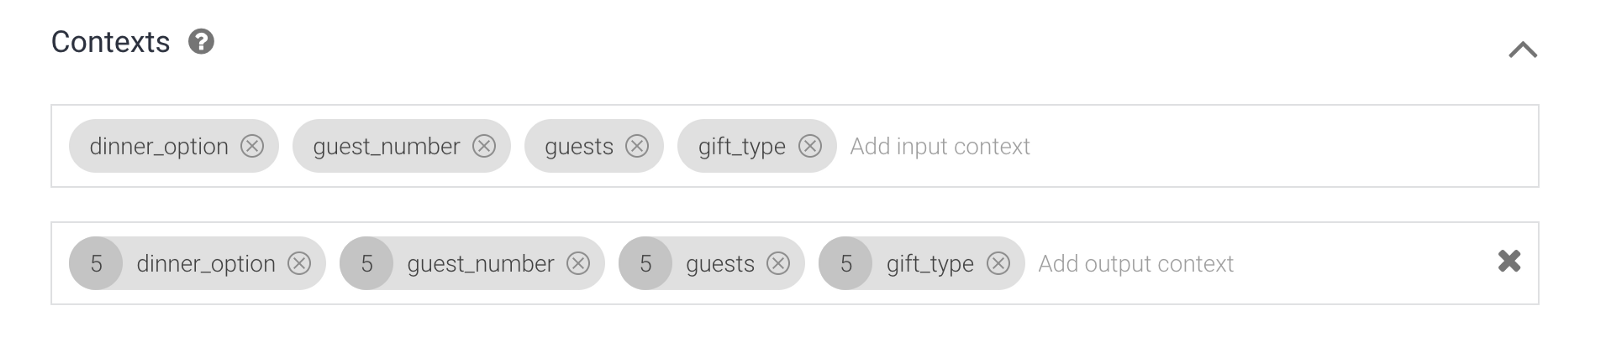 Contexts ?
dinner_option guest_number guests gift_type Add input context
5 dinner_option 5 guest_number 5 guests 5 gift_type Add output context